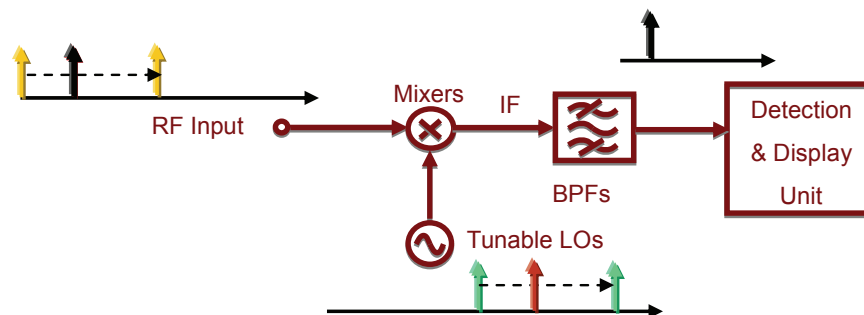 Mixers
IF
RF Input
BPFs
Tunable LOs
Detection
& Display
Unit